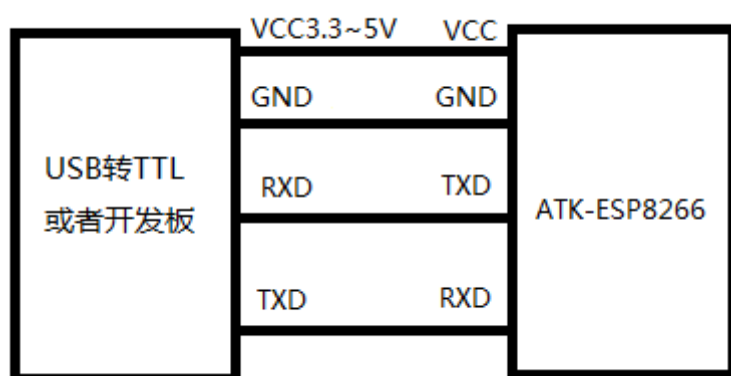 VCC3.3~5V VCC
GND GND
USB转TTL
或者开发板
RXD TXD
ATK-ESP8266
TXD RXD